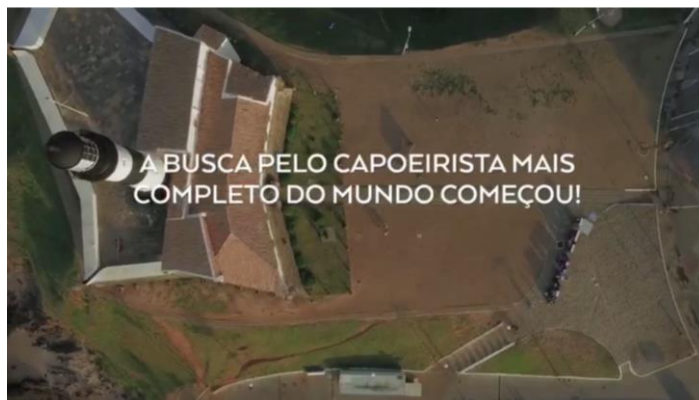 A BUSCA PELO CAPOEIRISTA MAIS
COMPLETO DO MUNDO COMEÇOU!